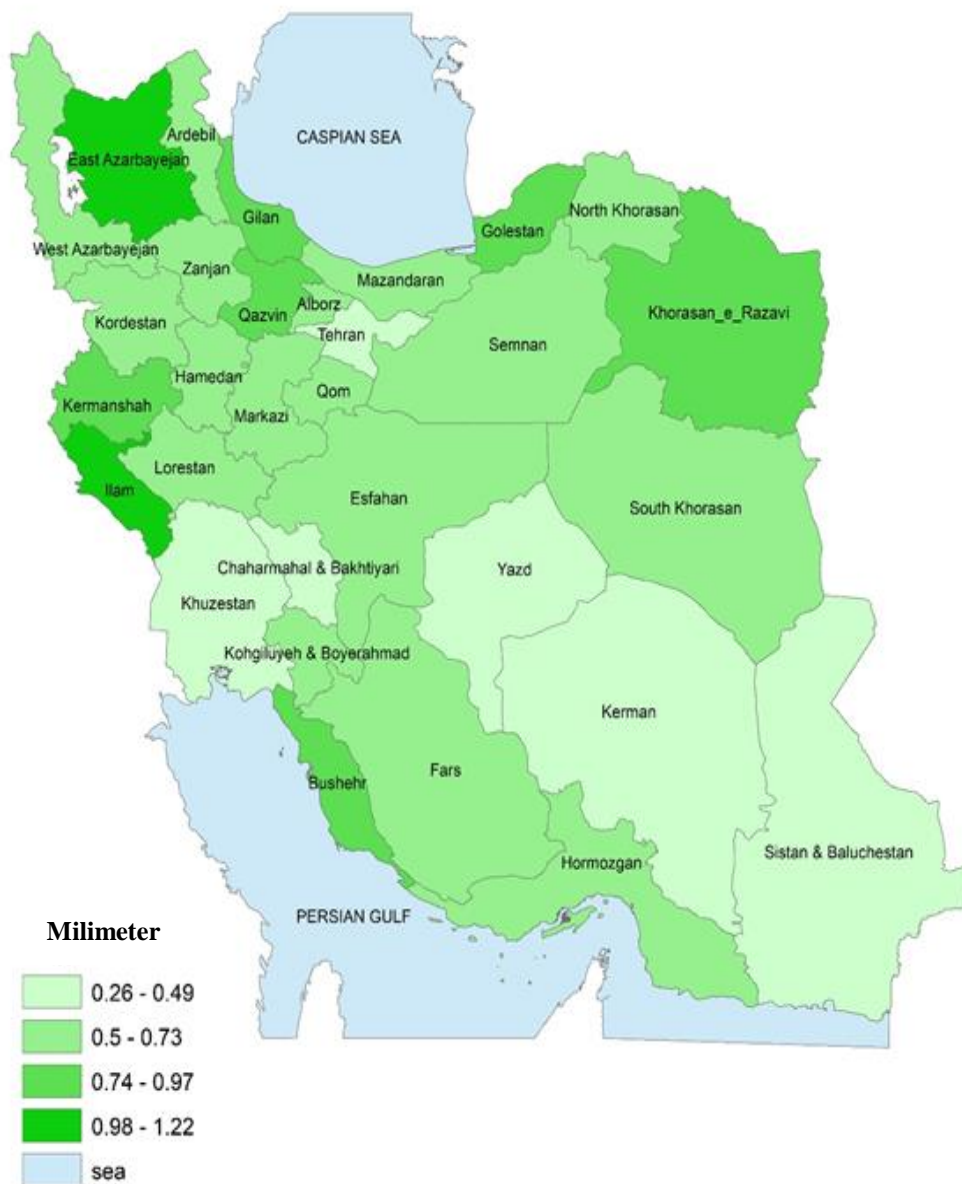 CASPIAN SEA
Ardebil
East Azarbayejan
Gilan
Golestan
North Khorasan
West Azarbayejan
Zanjan
Mazandaran
Alborz
Qazvin
Khorasan_e_Razavi
Kordestan
Tehran
Semnan
Hamedan
Qom
Kermanshah
Markazi
Lorestan
Ilam
Esfahan
South Khorasan
Chaharmahal & Bakhtiyari
Yazd
Khuzestan
Kohgiluyeh & Boyerahmad
Kerman
Fars
Bushehr
Sistan & Baluchestan
Hormozgan
PERSIAN GULF
Milimeter
0.26 - 0.49
0.5 - 0.73
0.74 - 0.97
0.98 - 1.22
sea